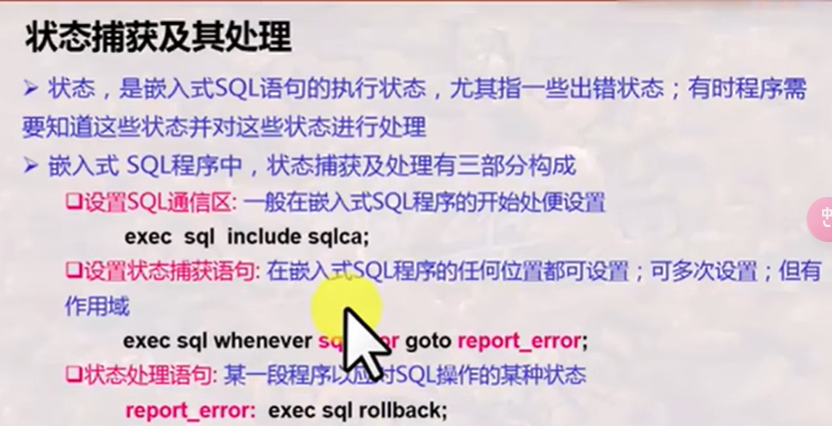 状态捕获及其处理
➢ 状态，是嵌入式SQL语句的执行状态，尤其指一些出错状态；有时程序需
要知道这些状态并对这些状态进行处理
➢ 嵌入式 SQL程序中，状态捕获及处理有三部分构成
❑设置SQL通信区: 一般在嵌入式SQL程序的开始处便设置
exec sql include sqlca;
❑设置状态捕获语句: 在嵌入式SQL程序的任何位置都可设置；可多次设置；但有
作用域
exec sql whenever goto report_error;
❑状态处理语句: 某一段程序以应对SQL操作的某种状态
report_error: exec sql rollback;